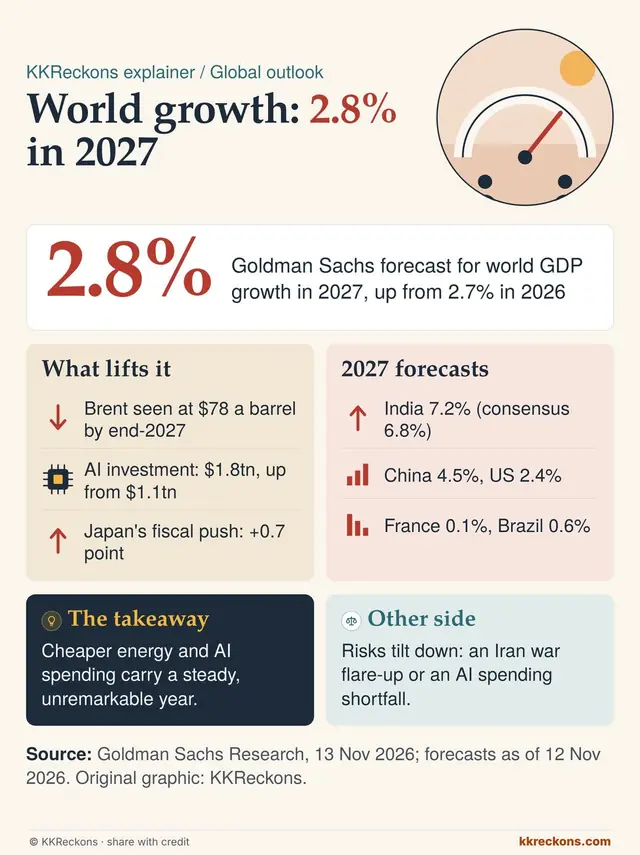 KKReckons explainer / Global outlook
World growth: 2.8%
in 2027
2.8%
Goldman Sachs forecast for world GDP
growth in 2027, up from 2.7% in 2026
What lifts it
Brent seen at $78 a barrel
by end-2027
AI investment: $1.8tn, up
from $1.1tn
Japan's fiscal push: +0.7
point
2027 forecasts
India 7.2% (consensus
6.8%)
China 4.5%, US 2.4%
France 0.1%, Brazil 0.6%
The takeaway
Cheaper energy and AI
spending carry a steady,
unremarkable year.
Other side
Risks tilt down: an Iran war
flare-up or an AI spending
shortfall.
Source: Goldman Sachs Research, 13 Nov 2026; forecasts as of 12 Nov
2026. Original graphic: KKReckons.
© KKReckons · share with credit
kkreckons.com